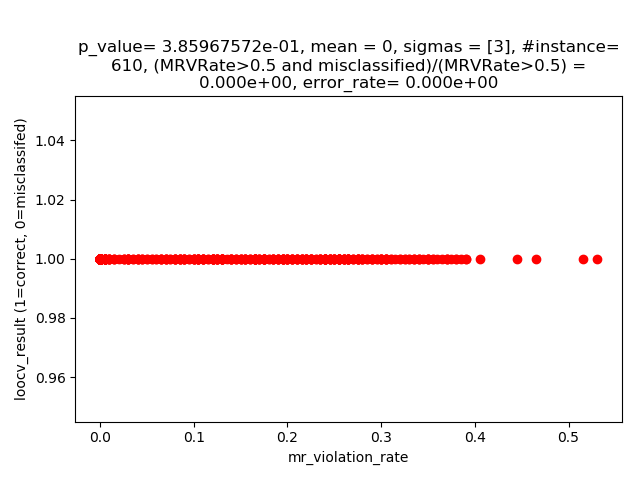 p_value= 3.85967572e-01, mean = 0, sigmas = [3], #instance=
610, (MRVRate>0.5 and misclassified)/(MRVRate>0.5) =
0.000e+00, error_rate= 0.000e+00
loocv_result (1=correct, 0=misclassifed)
1.04
1.02
1.00
0.98
0.96
0.0 0.1 0.2 0.3 0.4 0.5
mr_violation_rate